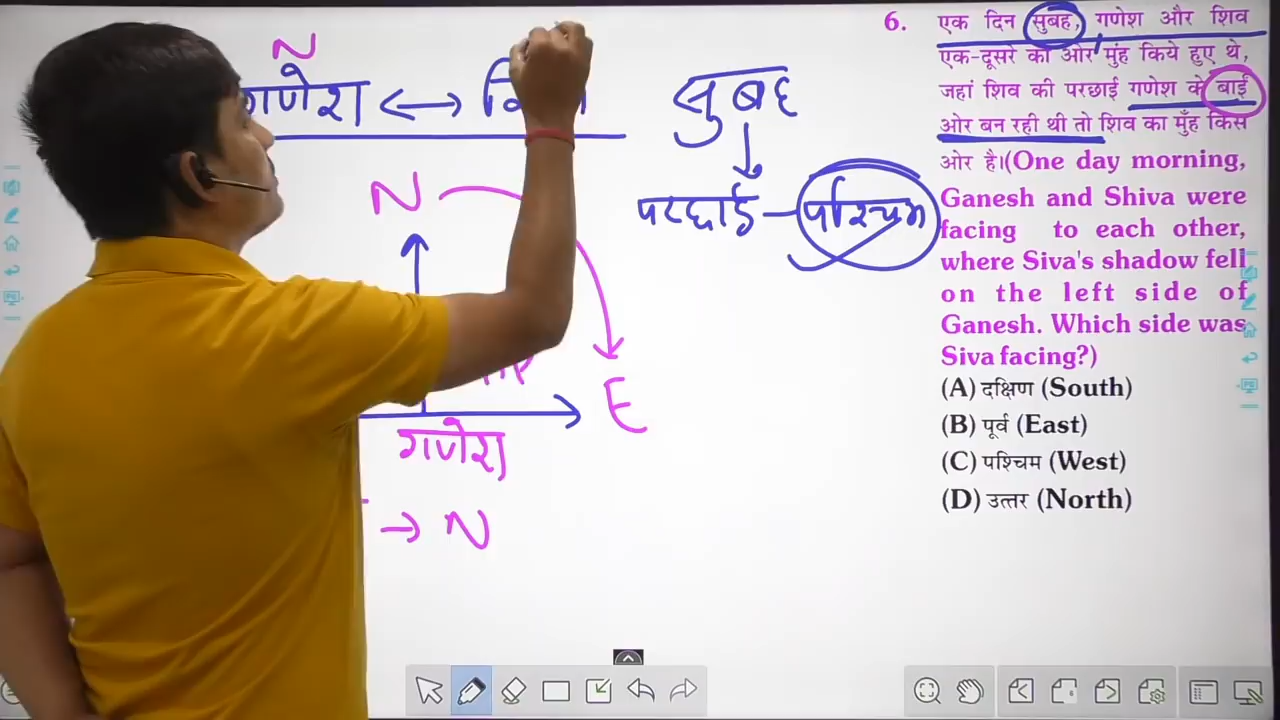 N
गणेश ↔
सुबह
परछाई – पश्चिम
N
E
गणेश
→ N
6. एक दिन सुबह, गणेश और शिव
एक-दूसरे की ओर मुंह किये हुए थे,
जहां शिव की परछाई गणेश के बाईं
ओर बन रही थी तो शिव का मुँह किस
ओर है।(One day morning,
Ganesh and Shiva were
facing to each other,
where Siva's shadow fell
on the left side of
Ganesh. Which side was
Siva facing?)
(A) दक्षिण (South)
(B) पूर्व (East)
(C) पश्चिम (West)
(D) उत्तर (North)